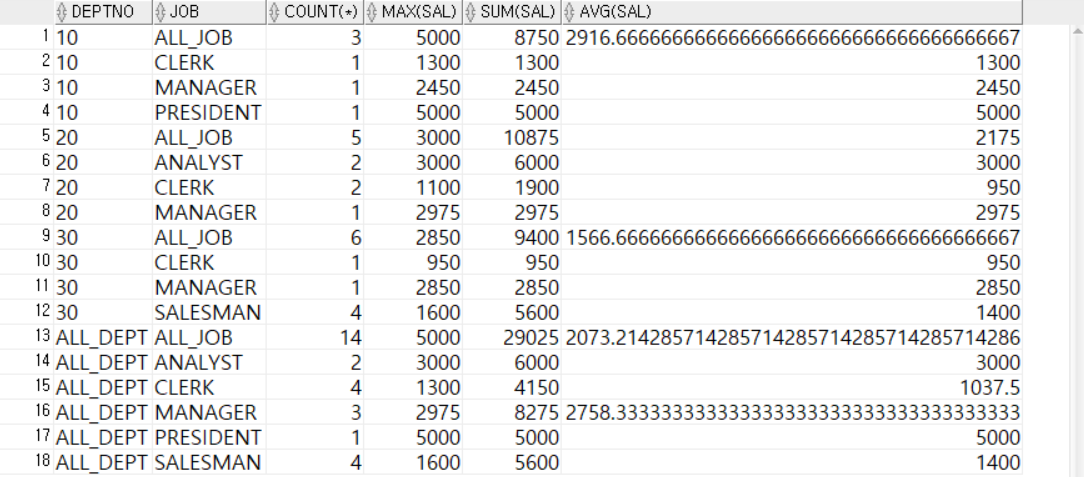 DEPTNO JOB COUNT(*) MAX(SAL) SUM(SAL) AVG(SAL)
1 10 ALL_JOB 3 5000 8750 2916.66666666666666666666666666666666667
2 10 CLERK 1 1300 1300 1300
3 10 MANAGER 1 2450 2450 2450
4 10 PRESIDENT 1 5000 5000 5000
5 20 ALL_JOB 5 3000 10875 2175
6 20 ANALYST 2 3000 6000 3000
7 20 CLERK 2 1100 1900 950
8 20 MANAGER 1 2975 2975 2975
9 30 ALL_JOB 6 2850 9400 1566.66666666666666666666666666666666667
10 30 CLERK 1 950 950 950
11 30 MANAGER 1 2850 2850 2850
12 30 SALESMAN 4 1600 5600 1400
13 ALL_DEPT ALL_JOB 14 5000 29025 2073.21428571428571428571428571428571429
14 ALL_DEPT ANALYST 2 3000 6000 3000
15 ALL_DEPT CLERK 4 1300 4150 1037.5
16 ALL_DEPT MANAGER 3 2975 8275 2758.33333333333333333333333333333333333
17 ALL_DEPT PRESIDENT 1 5000 5000 5000
18 ALL_DEPT SALESMAN 4 1600 5600 1400